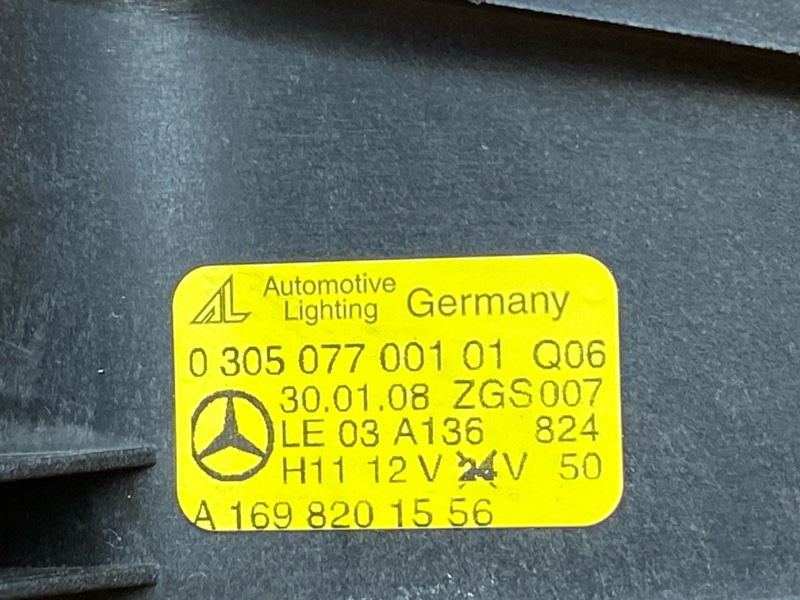 AL Automotive Lighting Germany
0 305 077 001 01 Q06
30.01.08 ZGS 007
LE 03 A136 824
H11 12 V 24 V 50
A 169 820 15 56